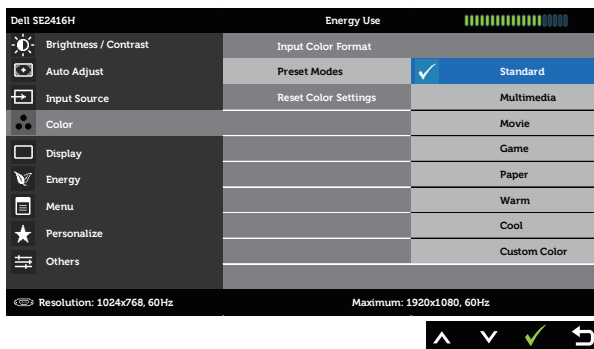 Dell SE2416H
Energy Use
Brightness / Contrast
Auto Adjust
Input Source
Color
Display
Energy
Menu
Personalize
Others
Input Color Format
Preset Modes
Reset Color Settings
Standard
Multimedia
Movie
Game
Paper
Warm
Cool
Custom Color
Resolution: 1024x768, 60Hz
Maximum: 1920x1080, 60Hz